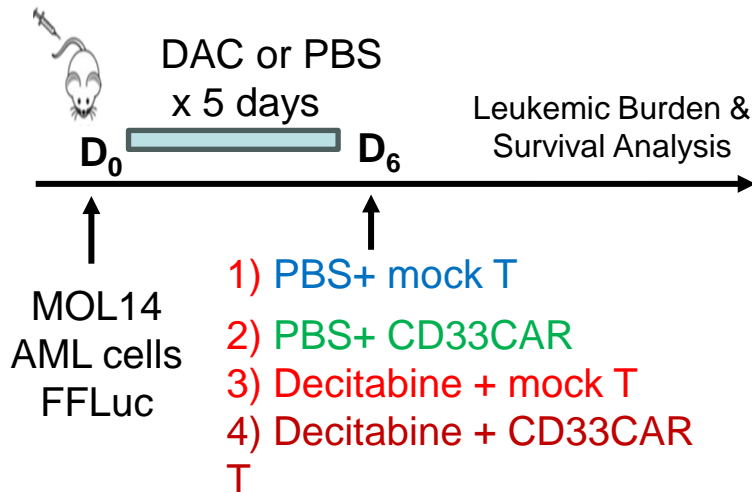 DAC or PBS
x 5 days
Leukemic Burden &
Survival Analysis
D₀
D₆
MOL14
AML cells
FFLuc
1) PBS+ mock T
2) PBS+ CD33CAR
3) Decitabine + mock T
4) Decitabine + CD33CAR
T